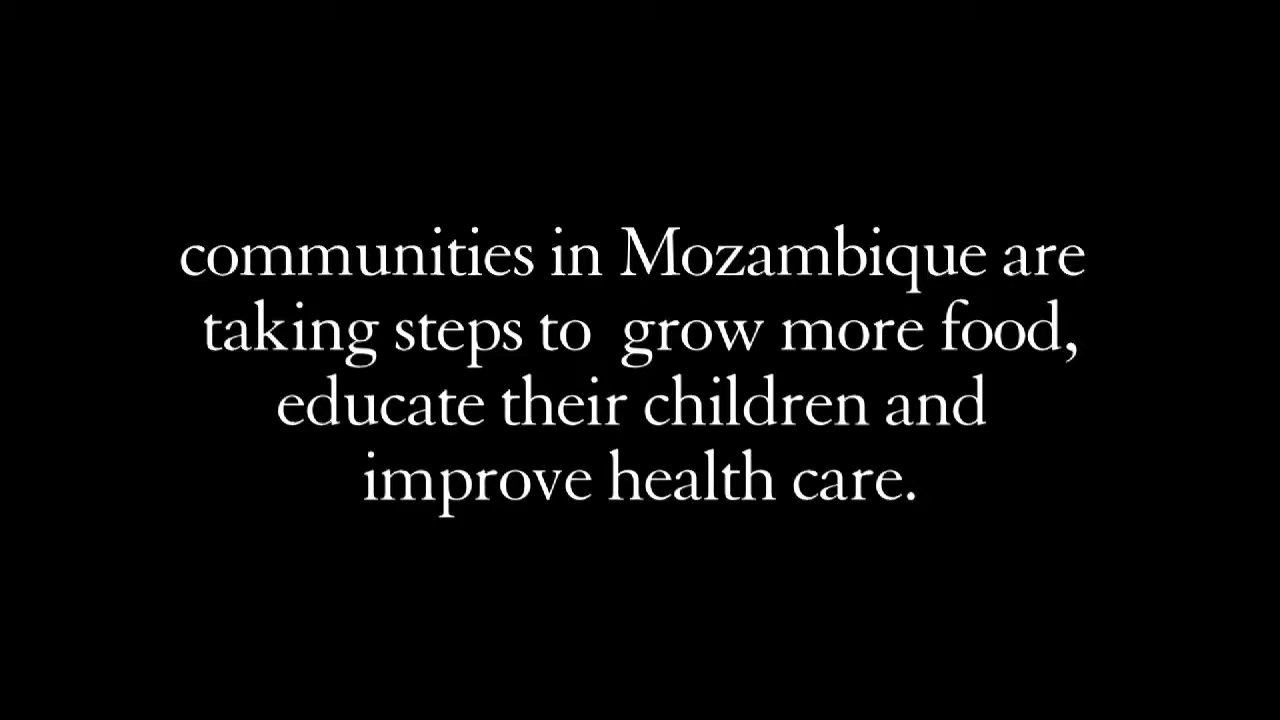 communities in Mozambique are
taking steps to  grow more food,
educate their children and
improve health care.